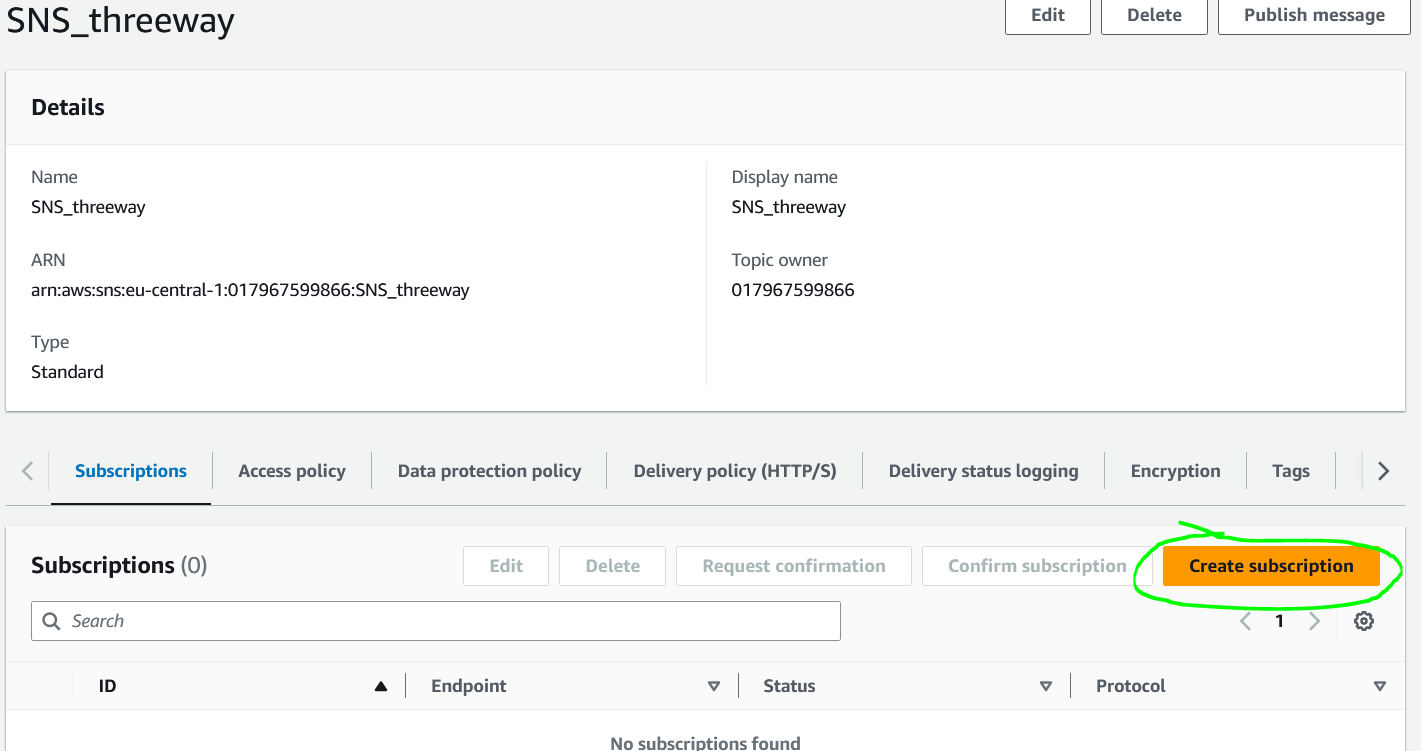 SNS_threeway
Edit
Delete
Publish message
Details
Name
SNS_threeway
Display name
SNS_threeway
ARN
arn:aws:sns:eu-central-1:017967599866:SNS_threeway
Topic owner
017967599866
Type
Standard
Subscriptions
Access policy
Data protection policy
Delivery policy (HTTP/S)
Delivery status logging
Encryption
Tags
Subscriptions (0)
Edit
Delete
Request confirmation
Confirm subscription
Create subscription
Search
1
ID
Endpoint
Status
Protocol
No subscriptions found